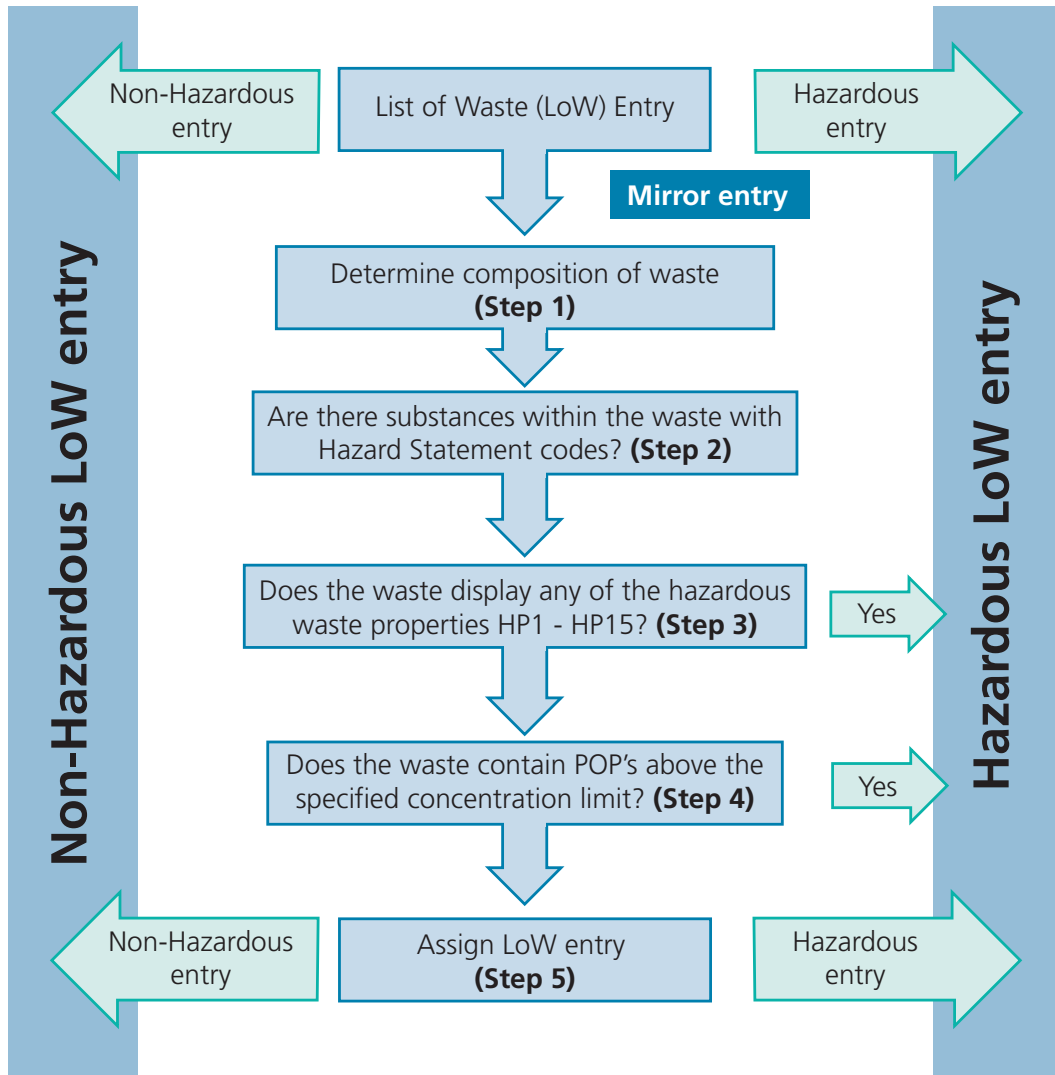 Non-Hazardous
entry
List of Waste (LoW) Entry
Hazardous
entry
Mirror entry
Determine composition of waste
(Step 1)
Are there substances within the waste with
Hazard Statement codes? (Step 2)
Does the waste display any of the hazardous
waste properties HP1 - HP15? (Step 3)
Yes
Does the waste contain POP's above the
specified concentration limit? (Step 4)
Yes
Non-Hazardous
entry
Assign LoW entry
(Step 5)
Hazardous
entry
Non-Hazardous LoW entry
Hazardous LoW entry